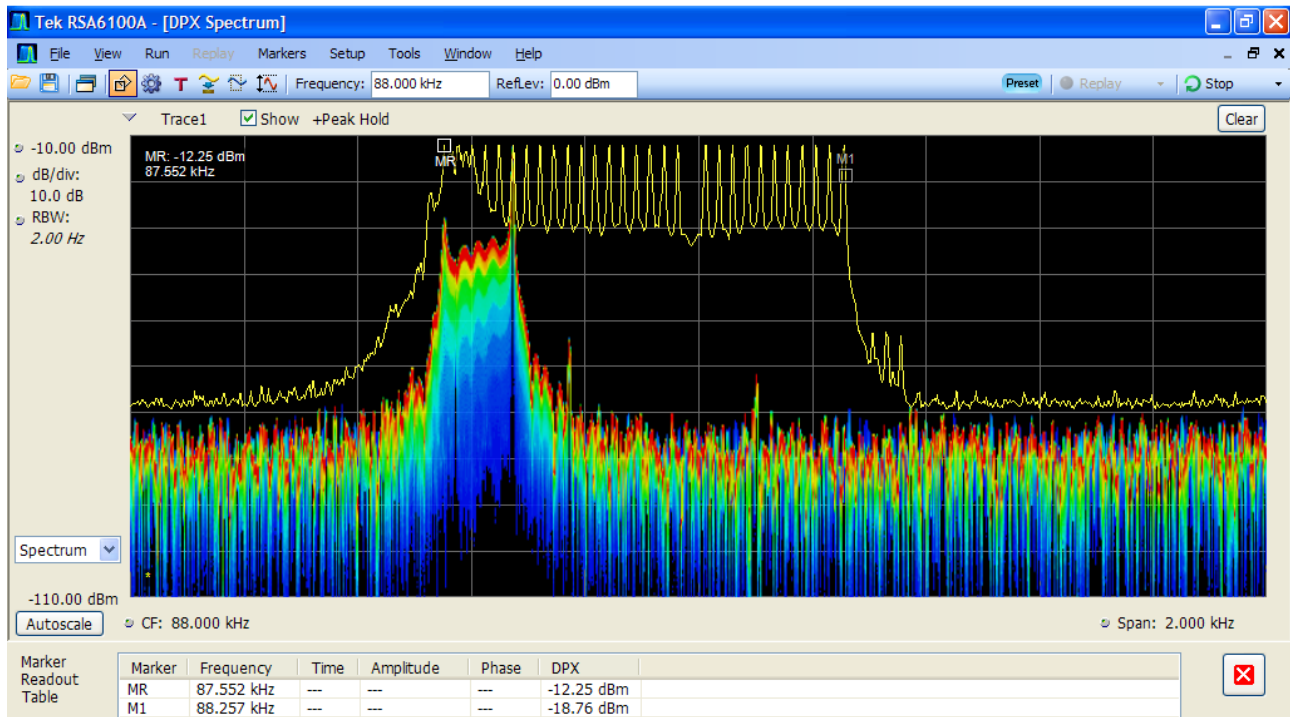 Tek RSA6100A - [DPX Spectrum]
File View Run Replay Markers Setup Tools Window Help
Frequency: 88.000 kHz RefLev: 0.00 dBm Preset Replay Stop
Trace1 Show +Peak Hold Clear
-10.00 dBm
dB/div:
10.0 dB
RBW:
2.00 Hz
MR: -12.25 dBm
87.552 kHz
MR
M1
Spectrum
-110.00 dBm
Autoscale CF: 88.000 kHz Span: 2.000 kHz
Marker
Readout
Table
Marker Frequency Time Amplitude Phase DPX
MR 87.552 kHz --- --- --- -12.25 dBm
M1 88.257 kHz --- --- --- -18.76 dBm